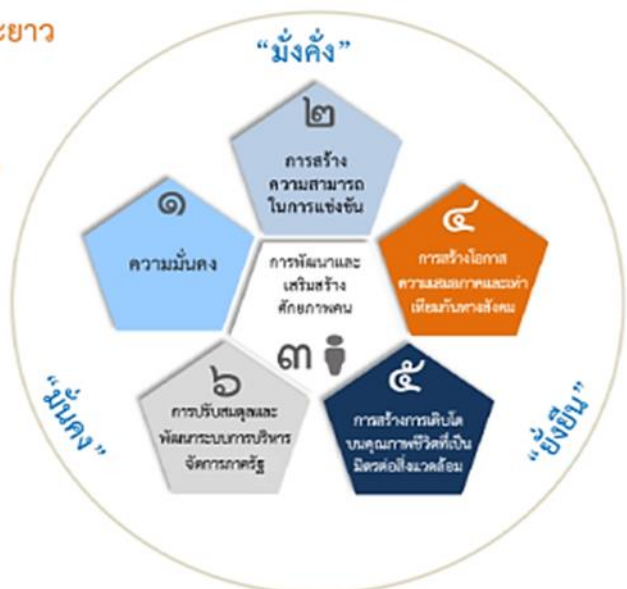 ะยาว
“มั่งคั่ง”
๒
การสร้าง
ความสามารถ
ในการแข่งขัน
๑
ความมั่นคง
การพัฒนาและ
เสริมสร้าง
ศักยภาพคน
๓
๔
การสร้างโอกาส
ความเสมอภาคและเท่า
เทียมกันทางสังคม
๖
การปรับสมดุลและ
พัฒนาระบบการบริหาร
จัดการภาครัฐ
๕
การสร้างการเติบโต
บนคุณภาพชีวิตที่เป็น
มิตรต่อสิ่งแวดล้อม
“มั่นคง”
“ยั่งยืน”